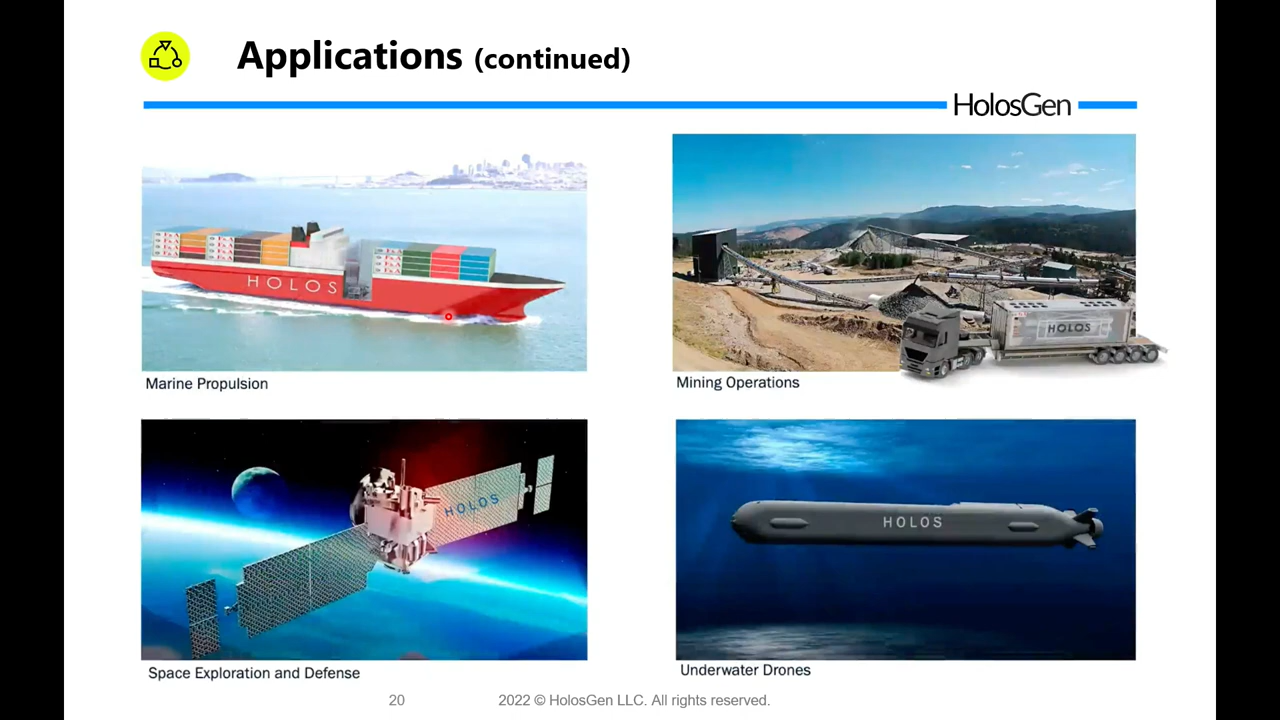 Applications (continued)
HolosGen
HOLOS
HOLOS
Marine Propulsion
Mining Operations
HOLOS
HOLOS
Space Exploration and Defense
Underwater Drones
20
2022 © HolosGen LLC. All rights reserved.